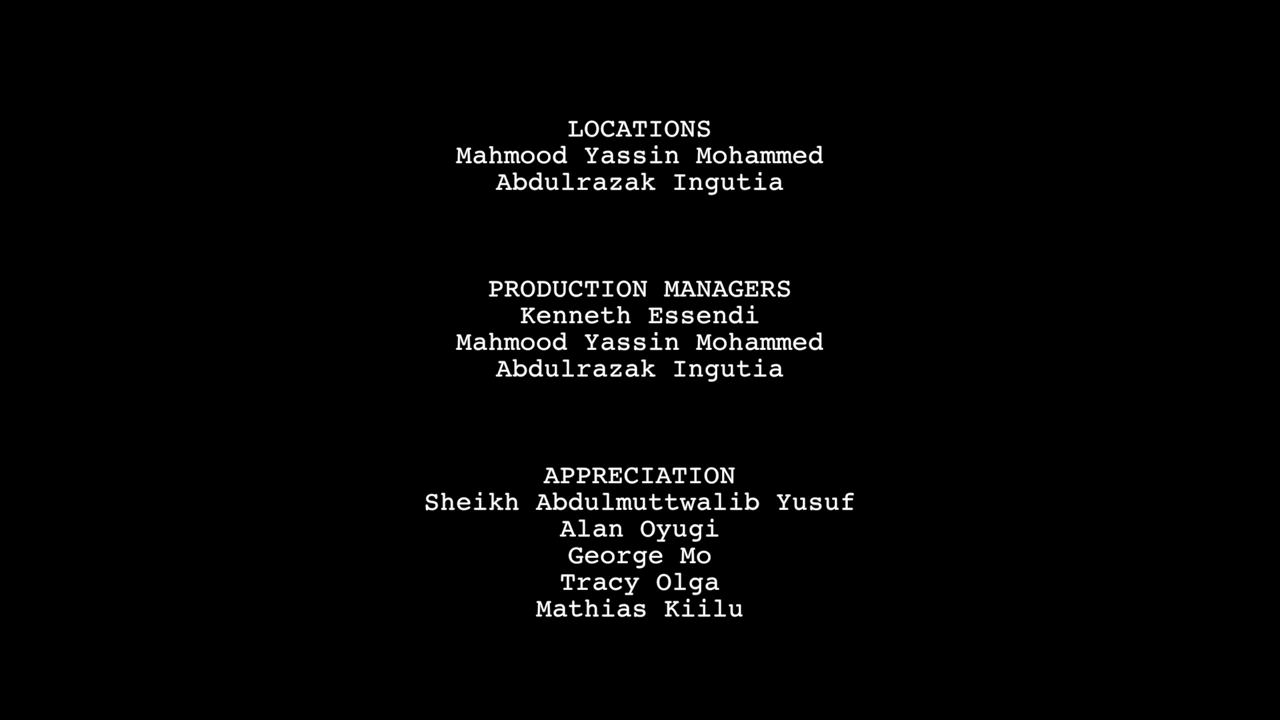 LOCATIONS
Mahmood Yassin Mohammed
Abdulrazak Ingutia
PRODUCTION MANAGERS
Kenneth Essendi
Mahmood Yassin Mohammed
Abdulrazak Ingutia
APPRECIATION
Sheikh Abdulmuttwalib Yusuf
Alan Oyugi
George Mo
Tracy Olga
Mathias Kiilu